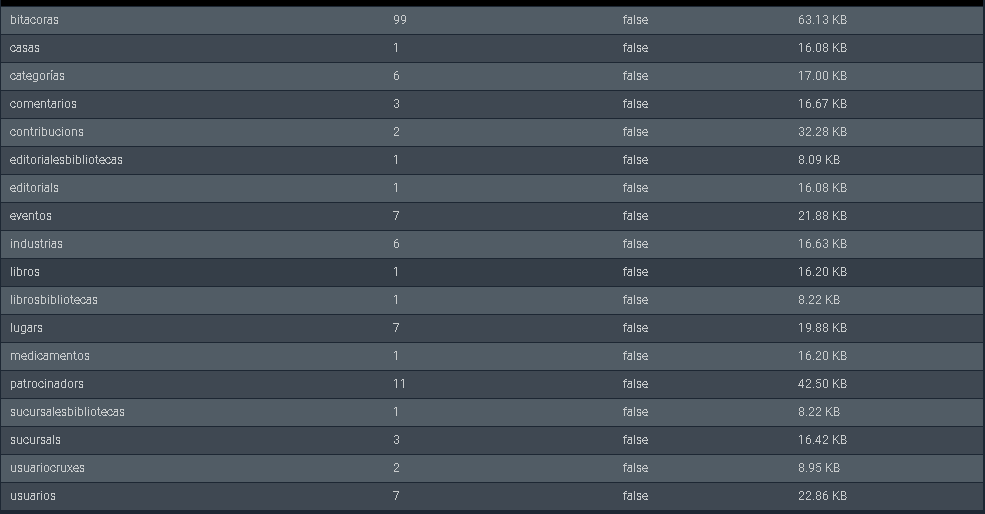 bitacoras 99 false 63.13 KB
casas 1 false 16.08 KB
categorías 6 false 17.00 KB
comentarios 3 false 16.67 KB
contribucions 2 false 32.28 KB
editorialesbibliotecas 1 false 8.09 KB
editorials 1 false 16.08 KB
eventos 7 false 21.88 KB
industrias 6 false 16.63 KB
libros 1 false 16.20 KB
librosbibliotecas 1 false 8.22 KB
lugars 7 false 19.88 KB
medicamentos 1 false 16.20 KB
patrocinadors 11 false 42.50 KB
sucursalesbibliotecas 1 false 8.22 KB
sucursals 3 false 16.42 KB
usuariocruxes 2 false 8.95 KB
usuarios 7 false 22.86 KB